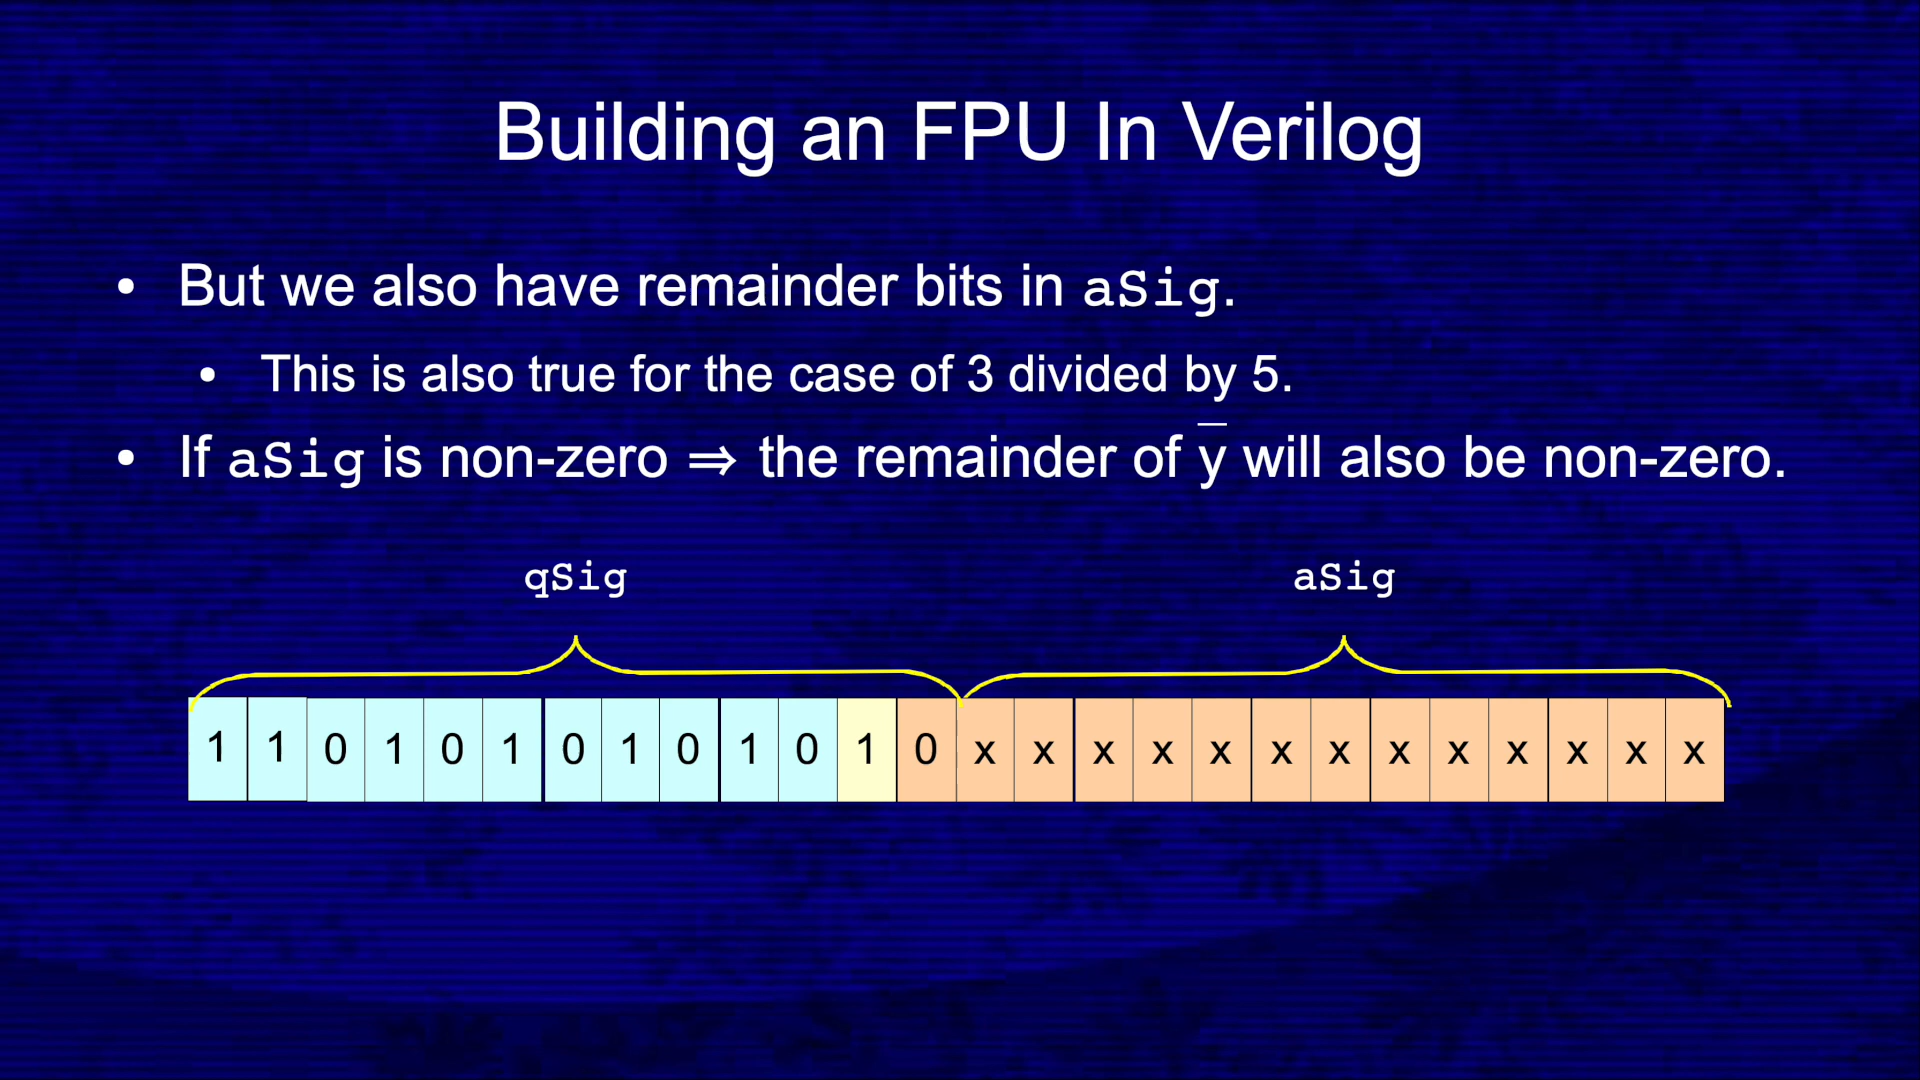 Building an FPU In Verilog
• But we also have remainder bits in aSig.
• This is also true for the case of 3 divided by 5.
• If aSig is non-zero ⇒ the remainder of y̅ will also be non-zero.
qSig aSig
1 1 0 1 0 1 0 1 0 1 0 1 0 x x x x x x x x x x x x x